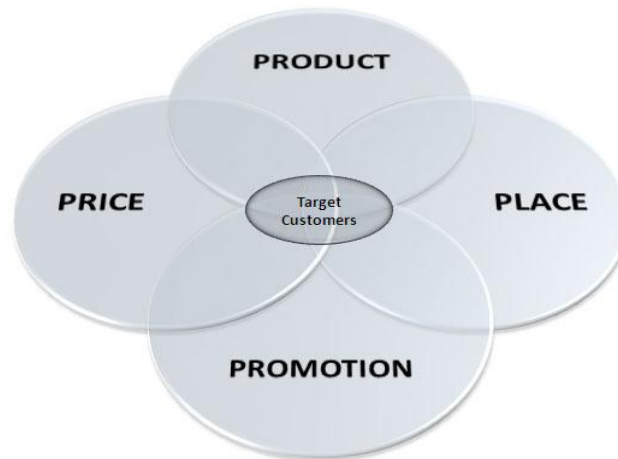 PRODUCT
PRICE
PLACE
Target
Customers
PROMOTION